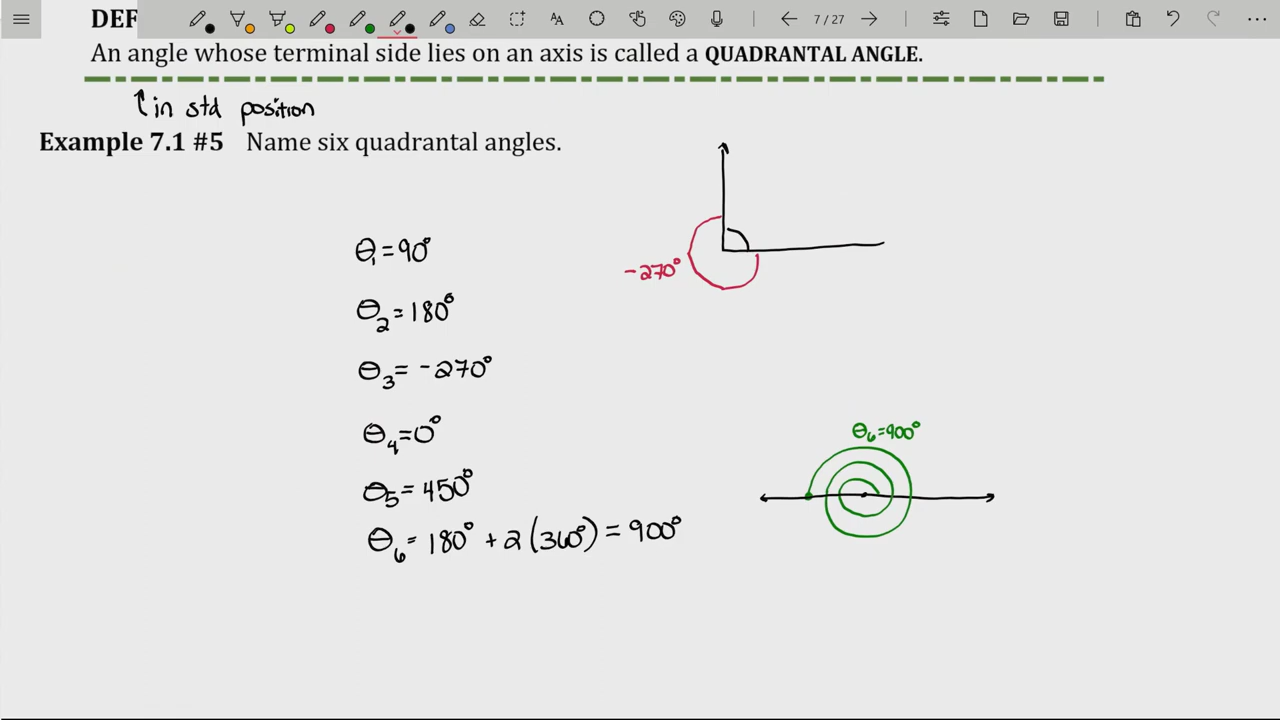 DEF
7 / 27
An angle whose terminal side lies on an axis is called a QUADRANTAL ANGLE.
in std position
Example 7.1 #5 Name six quadrantal angles.
θ₁ = 90°
-270°
θ₂ = 180°
θ₃ = -270°
θ₄ = 0°
θ₆ = 900°
θ₅ = 450°
θ₆ = 180° + 2(360°) = 900°